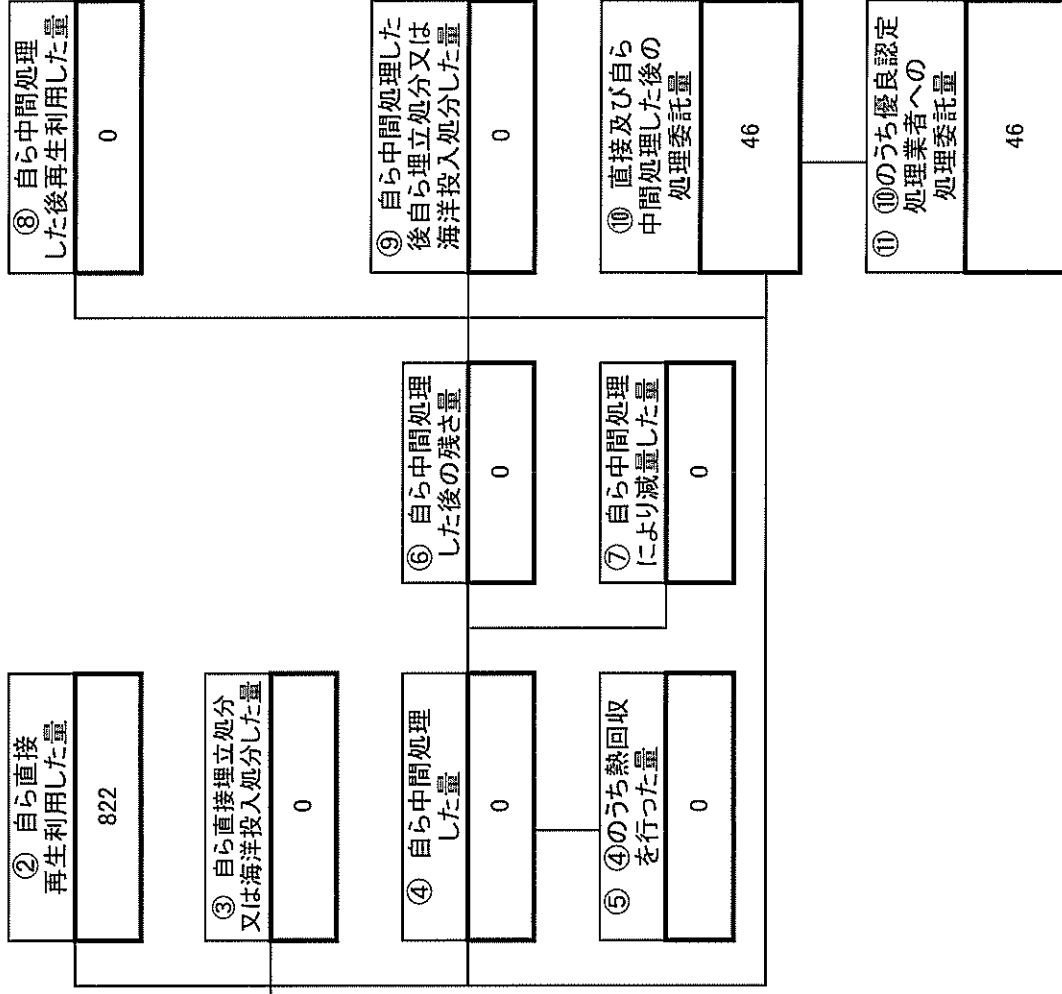 ② 自ら直接
再生利用した量
822
③ 自ら直接埋立処分
又は海洋投入処分した量
0
④ 自ら中間処理
した量
0
⑤ ④のうち熱回収
を行った量
0
⑥ 自ら中間処理
した後の残さ量
0
⑦ 自ら中間処理
により減量した量
0
⑧ 自ら中間処理
した後再生利用した量
0
⑨ 自ら中間処理した
後自ら埋立処分又は
海洋投入処分した量
0
⑩ 直接及び自ら
中間処理した後の
処理委託量
46
⑪ ⑩のうち優良認定
処理業者への
処理委託量
46